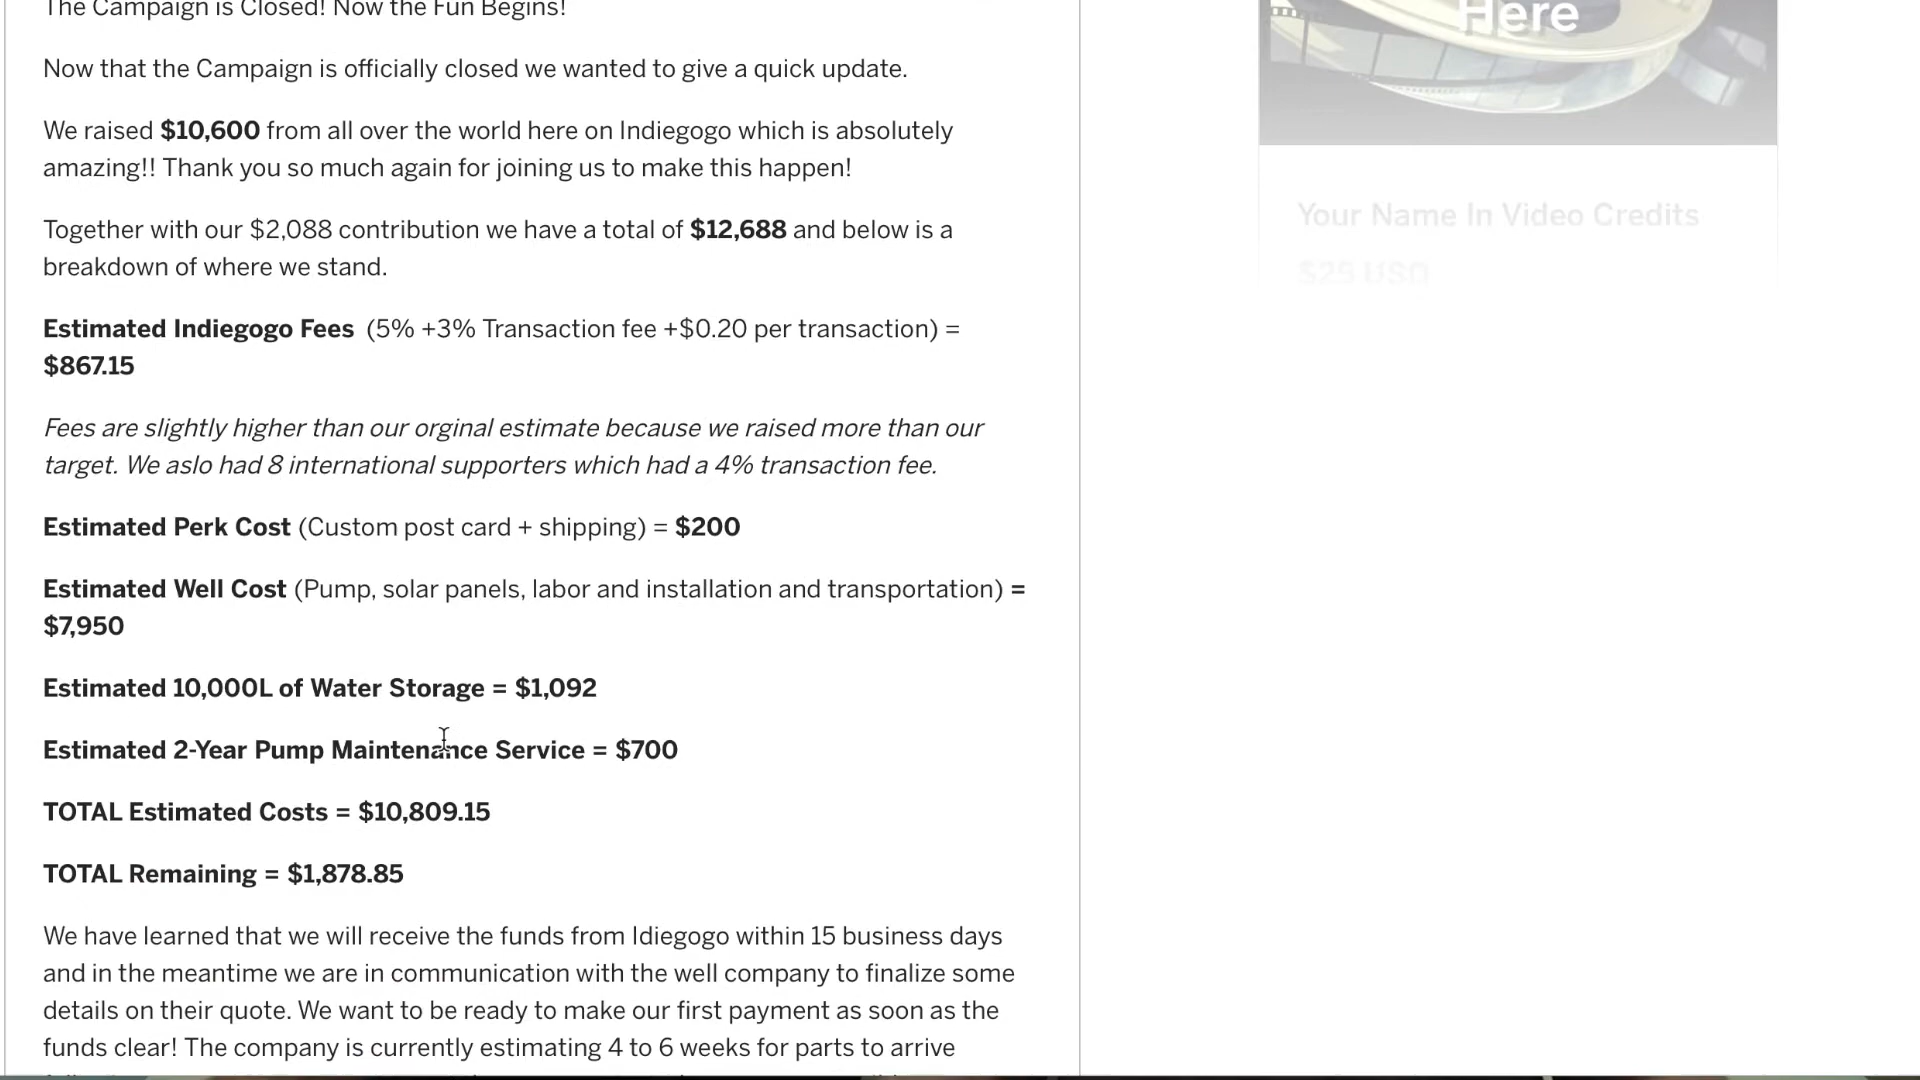 The Campaign is Closed! Now the Fun Begins!
Now that the Campaign is officially closed we wanted to give a quick update.
We raised $10,600 from all over the world here on Indiegogo which is absolutely
amazing!! Thank you so much again for joining us to make this happen!
Together with our $2,088 contribution we have a total of $12,688 and below is a
breakdown of where we stand.
Estimated Indiegogo Fees (5% +3% Transaction fee +$0.20 per transaction) =
$867.15
Fees are slightly higher than our orginal estimate because we raised more than our
target. We aslo had 8 international supporters which had a 4% transaction fee.
Estimated Perk Cost (Custom post card + shipping) = $200
Estimated Well Cost (Pump, solar panels, labor and installation and transportation) =
$7,950
Estimated 10,000L of Water Storage = $1,092
Estimated 2-Year Pump Maintenance Service = $700
TOTAL Estimated Costs = $10,809.15
TOTAL Remaining = $1,878.85
We have learned that we will receive the funds from Idiegogo within 15 business days
and in the meantime we are in communication with the well company to finalize some
details on their quote. We want to be ready to make our first payment as soon as the
funds clear! The company is currently estimating 4 to 6 weeks for parts to arrive
Here
Your Name In Video Credits
$25 USD